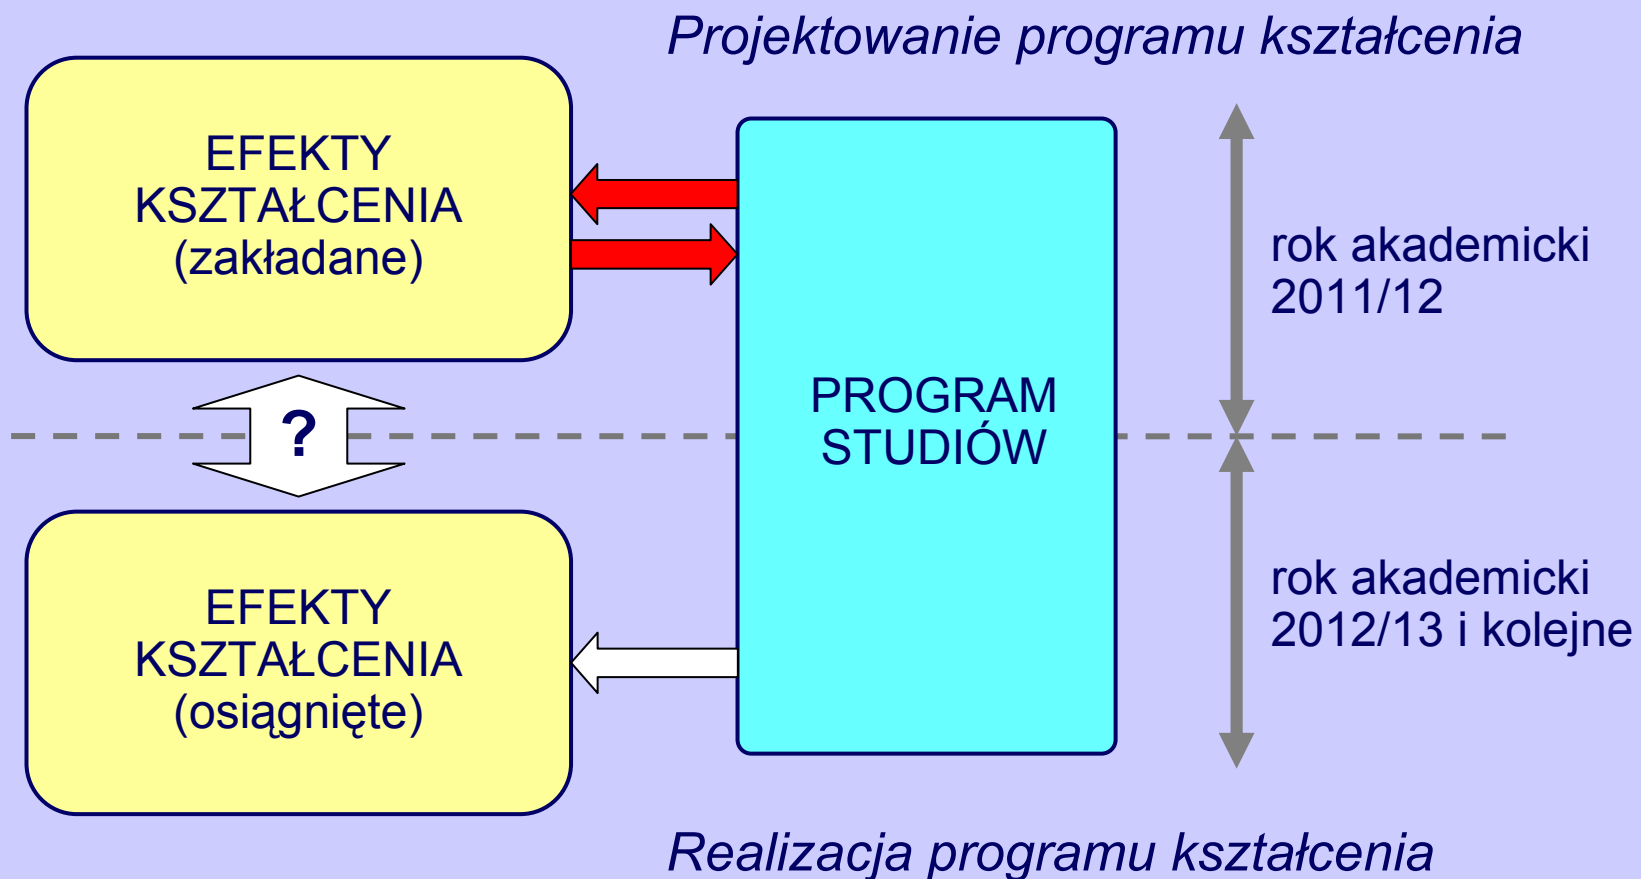 Projektowanie programu kształcenia
EFEKTY
KSZTAŁCENIA
(zakładane)
rok akademicki
2011/12
?
PROGRAM
STUDIÓW
EFEKTY
KSZTAŁCENIA
(osiągnięte)
rok akademicki
2012/13 i kolejne
Realizacja programu kształcenia